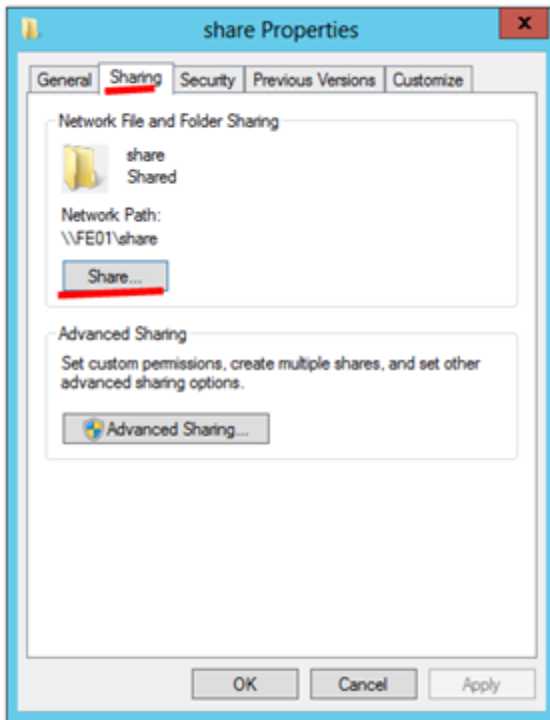 share Properties
x
General Sharing Security Previous Versions Customize
Network File and Folder Sharing
share
Shared
Network Path:
\\FE01\share
Share...
Advanced Sharing
Set custom permissions, create multiple shares, and set other
advanced sharing options.
Advanced Sharing...
OK Cancel Apply